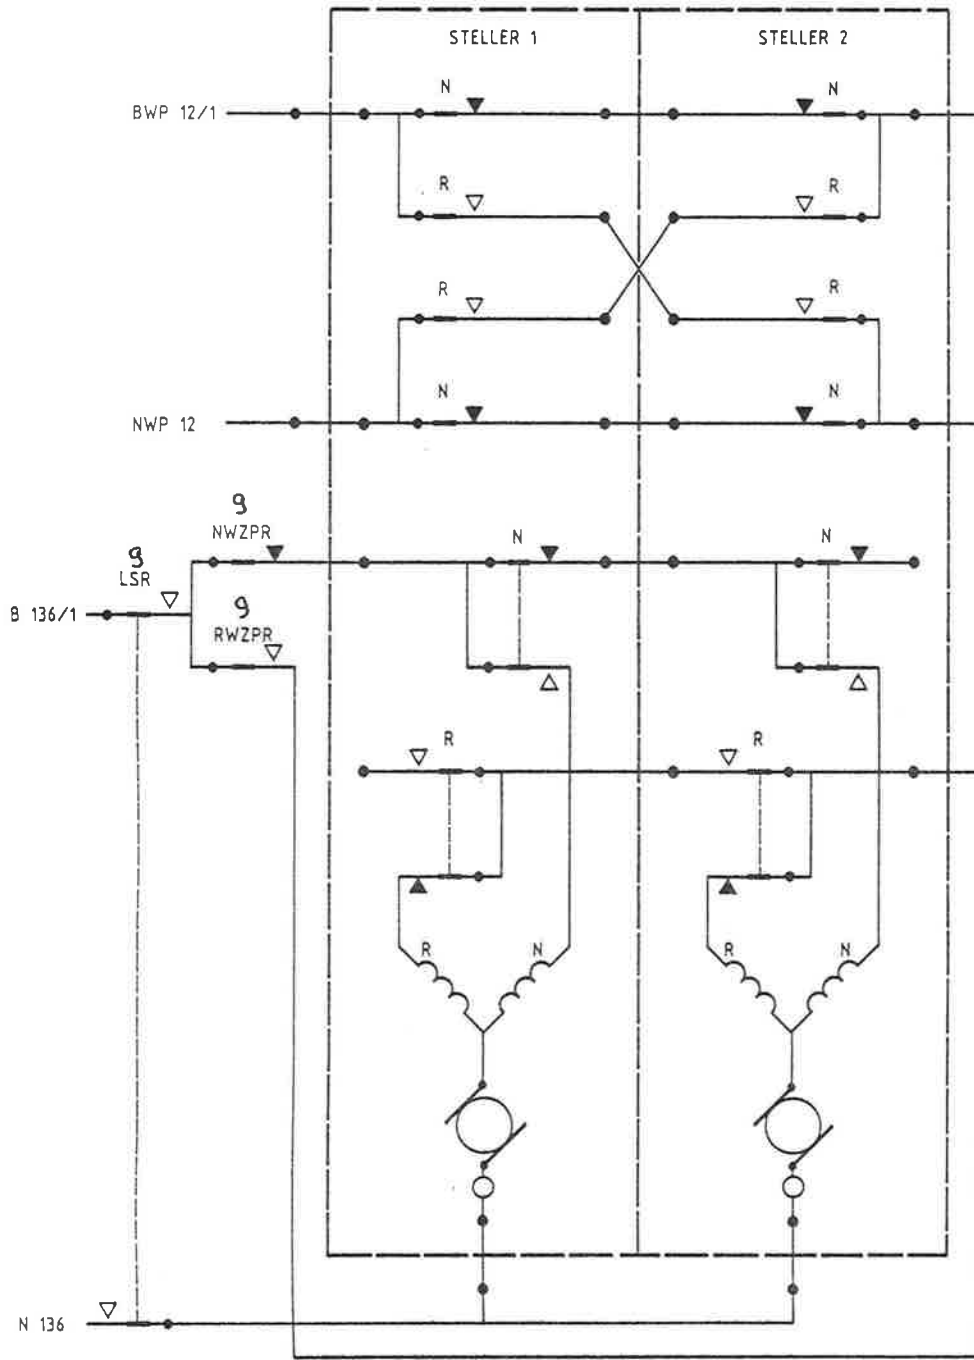 STELLER 1
STELLER 2
N
N
BWP 12/1
R
R
R
R
N
N
NWP 12
9
NWZPR
N
N
9
LSR
B 136/1
9
RWZPR
R
R
R
N
R
N
N 136